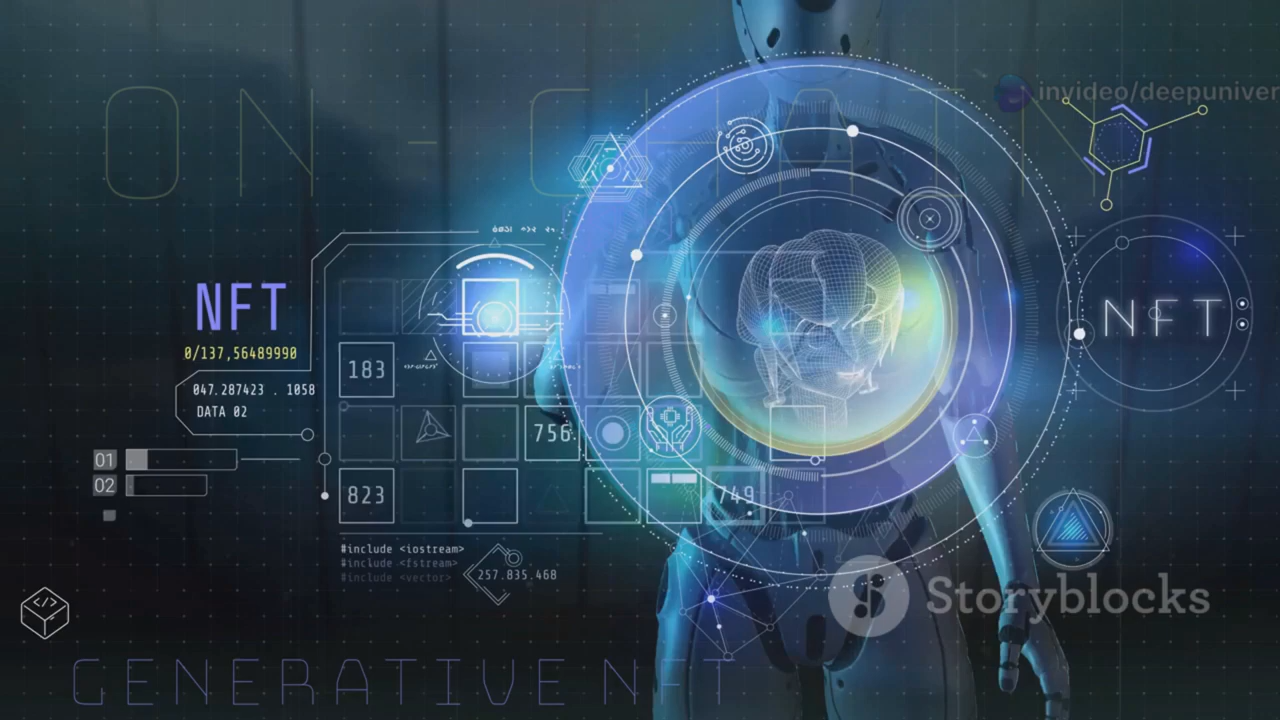 ON-CHAIN
invideo/deepuniver
NFT
0/137,56489990
047.287423 . 1058
DATA 02
01
02
183
756
823
749
NFT
#include <iostream>
#include <fstream>
#include <vector>
257.835.468
</>
Storyblocks
GENERATIVE NFT